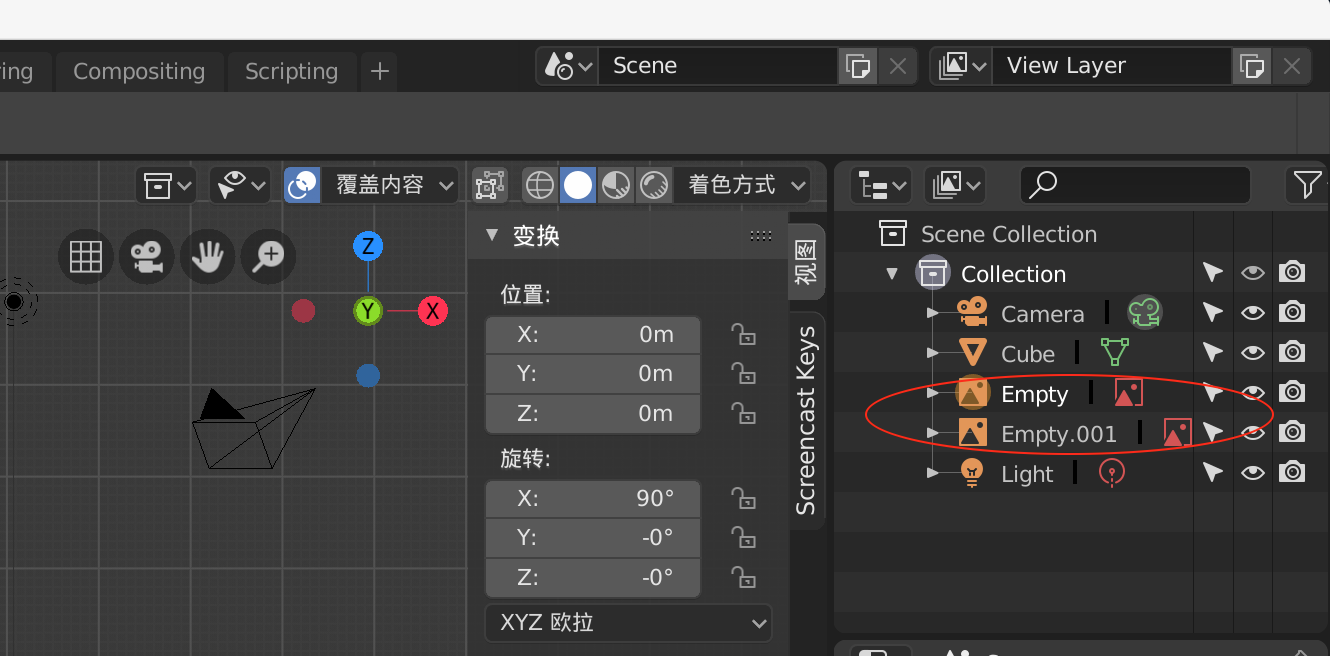 ing Compositing Scripting + Scene View Layer
覆盖内容 着色方式
变换
位置:
X: 0m
Y: 0m
Z: 0m
旋转:
X: 90°
Y: -0°
Z: -0°
XYZ 欧拉
Z
Y X
视图
Screencast Keys
Scene Collection
Collection
Camera
Cube
Empty
Empty.001
Light